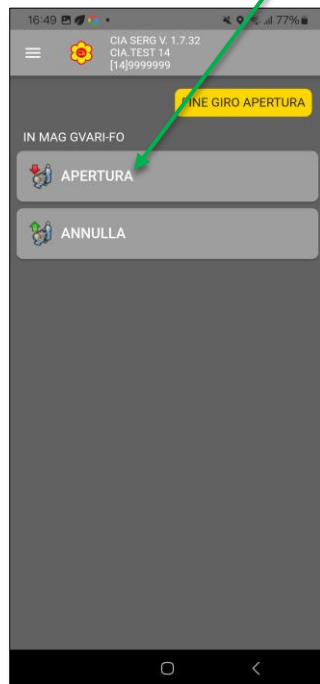 16:49 77%
CIA SERG V. 1.7.32
CIA.TEST 14
[14]9999999
FINE GIRO APERTURA
IN MAG GVARI-FO
APERTURA
ANNULLA